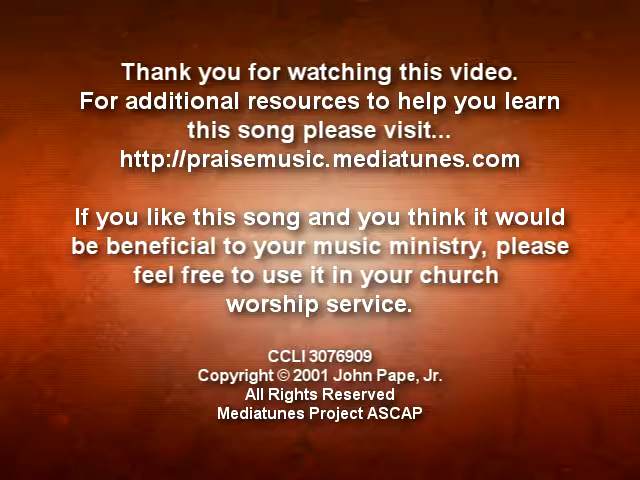 Thank you for watching this video.
For additional resources to help you learn
this song please visit...
http://praisemusic.mediatunes.com
If you like this song and you think it would
be beneficial to your music ministry, please
feel free to use it in your church
worship service.
CCLI 3076909
Copyright © 2001 John Pape, Jr.
All Rights Reserved
Mediatunes Project ASCAP